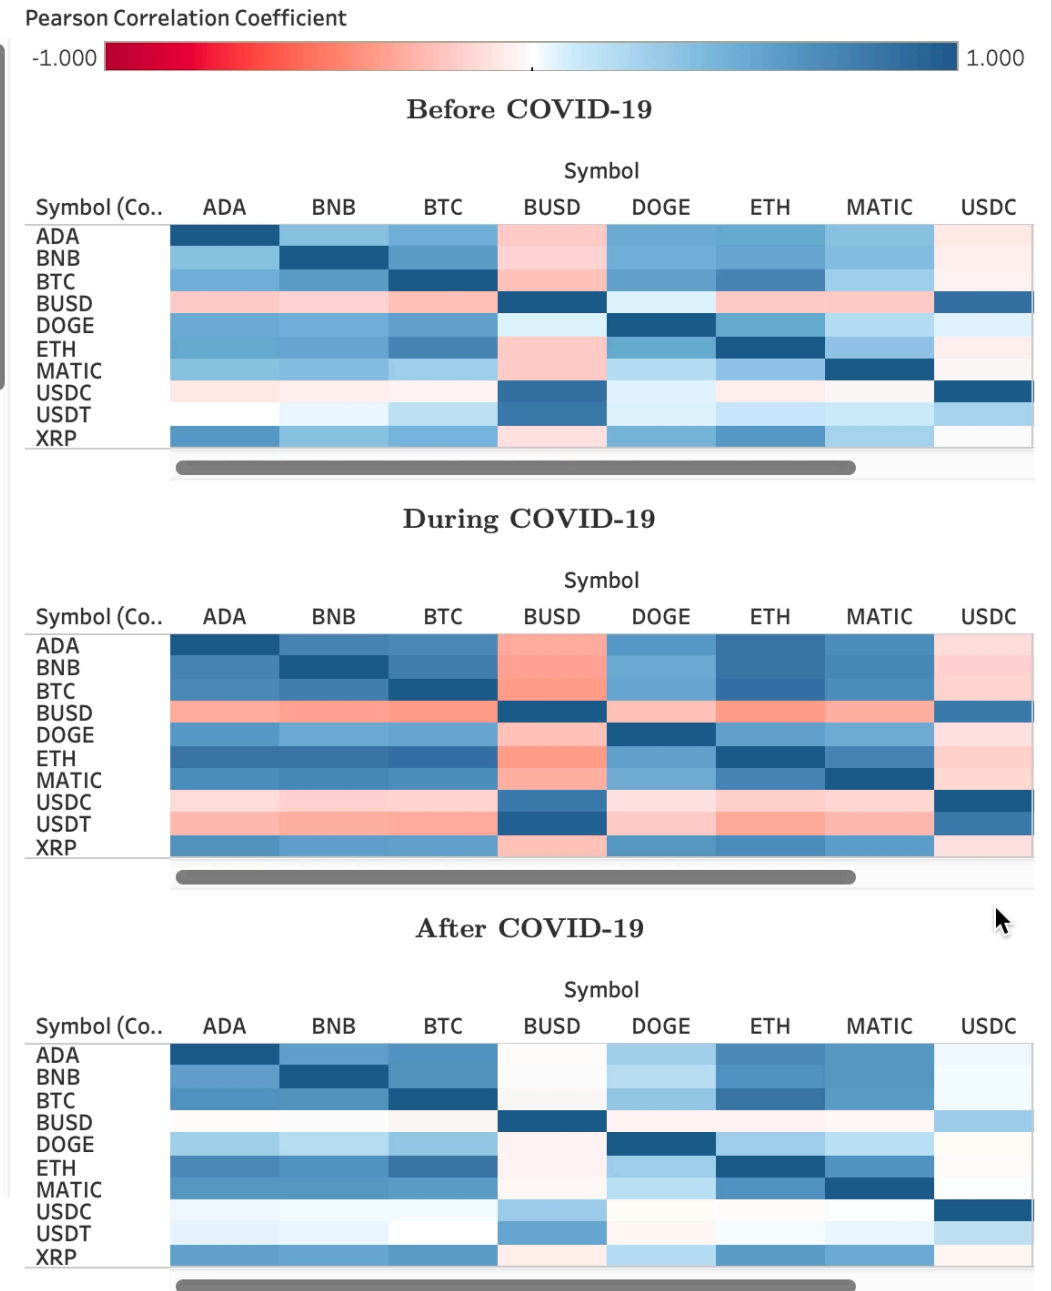 Pearson Correlation Coefficient
-1.000 1.000
Before COVID-19
Symbol
Symbol (Co.. ADA BNB BTC BUSD DOGE ETH MATIC USDC
ADA
BNB
BTC
BUSD
DOGE
ETH
MATIC
USDC
USDT
XRP
During COVID-19
Symbol
Symbol (Co.. ADA BNB BTC BUSD DOGE ETH MATIC USDC
ADA
BNB
BTC
BUSD
DOGE
ETH
MATIC
USDC
USDT
XRP
After COVID-19
Symbol
Symbol (Co.. ADA BNB BTC BUSD DOGE ETH MATIC USDC
ADA
BNB
BTC
BUSD
DOGE
ETH
MATIC
USDC
USDT
XRP